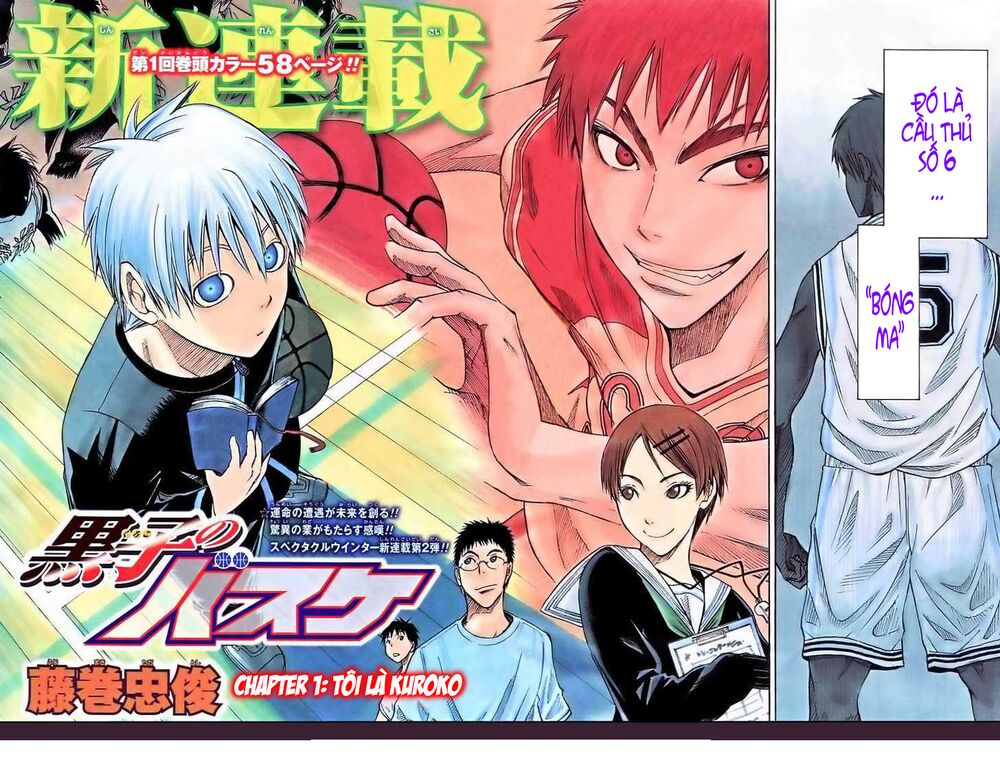 新連載
第1回巻頭カラー58ページ!!
ĐÓ LÀ
CẦU THỦ
SỐ 6
...
"BÓNG
MA"
☆運命の遭遇が未来を創る!!
驚異の業がもたらす感嘆!!
スペクタクルウインター新連載第2弾!!
黒子の
バスケ
藤巻忠俊
CHAPTER 1: TÔI LÀ KUROKO